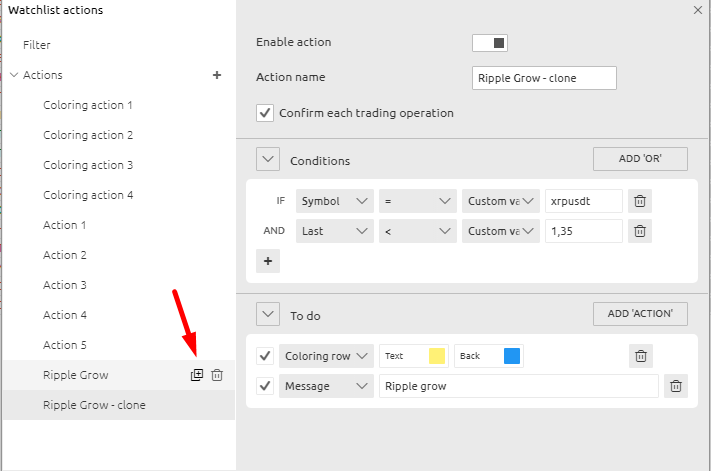 Watchlist actions
Filter
Actions
Coloring action 1
Coloring action 2
Coloring action 3
Coloring action 4
Action 1
Action 2
Action 3
Action 4
Action 5
Ripple Grow
Ripple Grow - clone
Enable action
Action name Ripple Grow - clone
Confirm each trading operation
Conditions ADD 'OR'
IF Symbol = Custom va xrpusdt
AND Last < Custom va 1,35
To do ADD 'ACTION'
Coloring row Text Back
Message Ripple grow